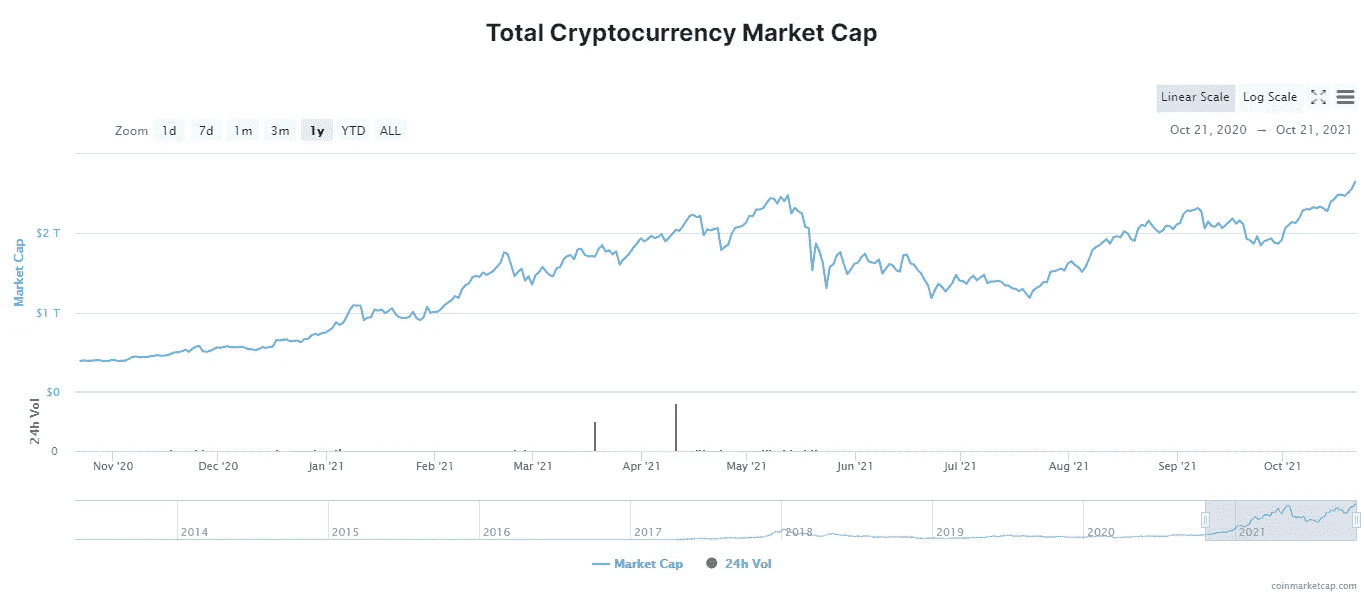 Total Cryptocurrency Market Cap
Linear Scale Log Scale
Zoom 1d 7d 1m 3m 1y YTD ALL
Oct 21, 2020 → Oct 21, 2021
Market Cap
$2 T
$1 T
$0
24h Vol
0
Nov '20 Dec '20 Jan '21 Feb '21 Mar '21 Apr '21 May '21 Jun '21 Jul '21 Aug '21 Sep '21 Oct '21
2014 2015 2016 2017 2018 2019 2020 2021
Market Cap 24h Vol
coinmarketcap.com